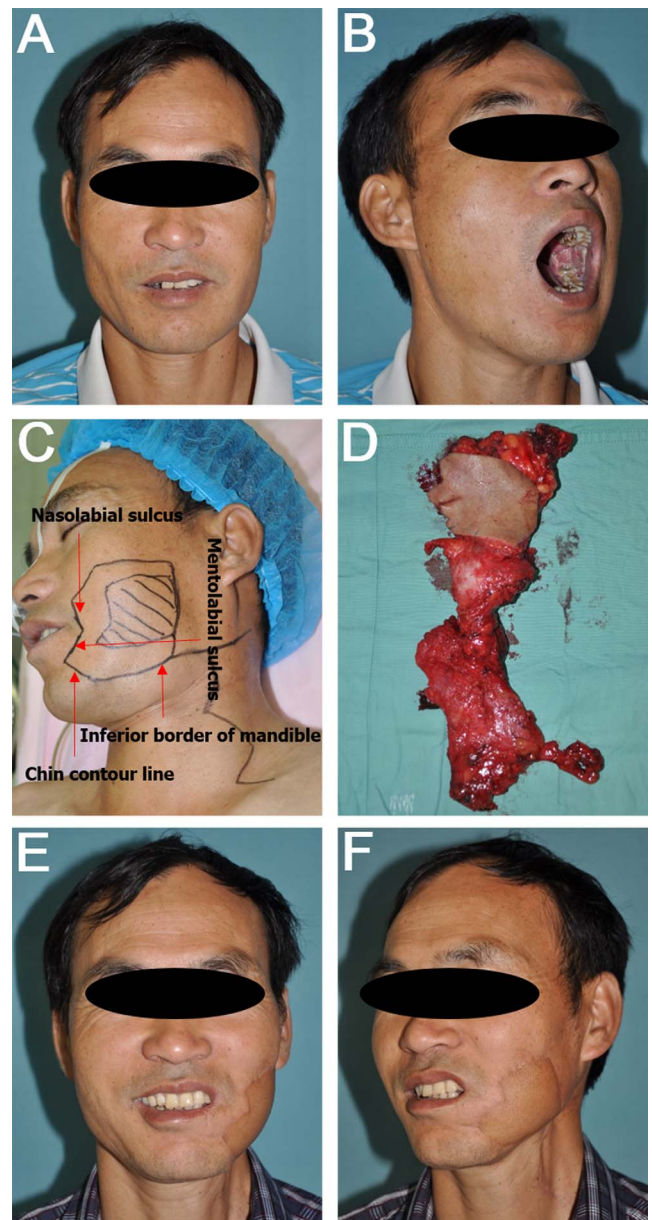 A
B
C
Nasolabial sulcus
Mentolabial sulcus
Inferior border of mandible
Chin contour line
D
E
F